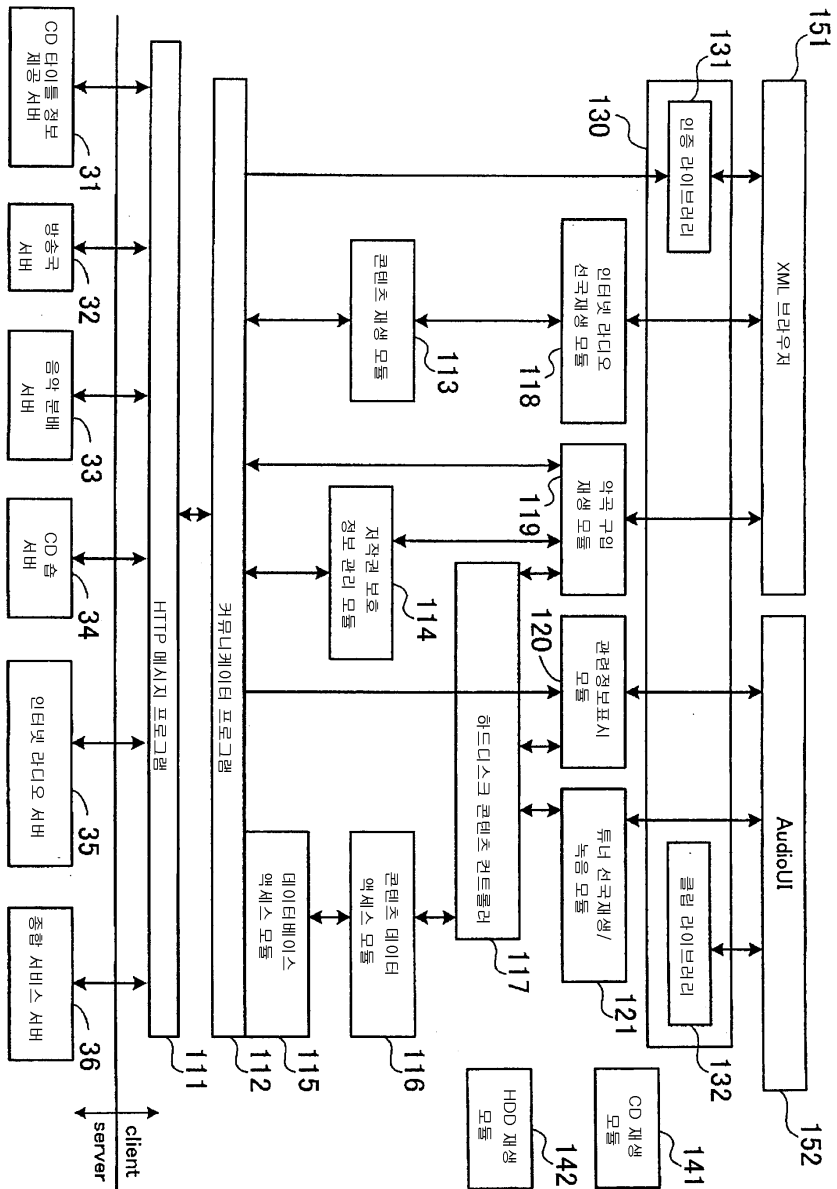 151
XML 브라우저
AudioUI
152
131
인증 라이브러리
130
클립 라이브러리
132
인터넷 라디오
선국재생 모듈
118
악곡 구입
재생 모듈
119
관련정보표시
모듈
120
튜너 선국재생/
녹음 모듈
121
CD 재생
모듈
141
하드디스크 콘텐츠 컨트롤러
117
HDD 재생
모듈
142
콘텐츠 재생 모듈
113
저작권 보호
정보 관리 모듈
114
콘텐츠 데이터
액세스 모듈
116
데이터베이스
액세스 모듈
115
커뮤니케이터 프로그램
112
HTTP 메시지 프로그램
111
client
server
CD 타이틀 정보
제공 서버
31
방송국
서버
32
음악 분배
서버
33
CD 숍
서버
34
인터넷 라디오 서버
35
종합 서비스 서버
36